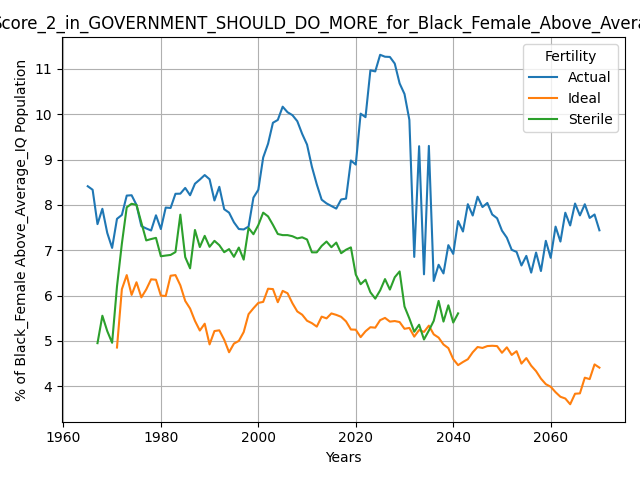 Score_2_in_GOVERNMENT_SHOULD_DO_MORE_for_Black_Female_Above_Avera
Fertility
Actual
Ideal
Sterile
% of Black_Female Above_Average_IQ Population
11
10
9
8
7
6
5
4
1960 1980 2000 2020 2040 2060
Years